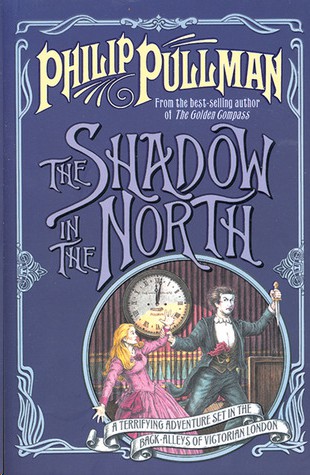 PHILIP PULLMAN
From the best-selling author
of The Golden Compass
THE SHADOW
IN THE NORTH
A TERRIFYING ADVENTURE SET IN THE
BACK-ALLEYS OF VICTORIAN LONDON